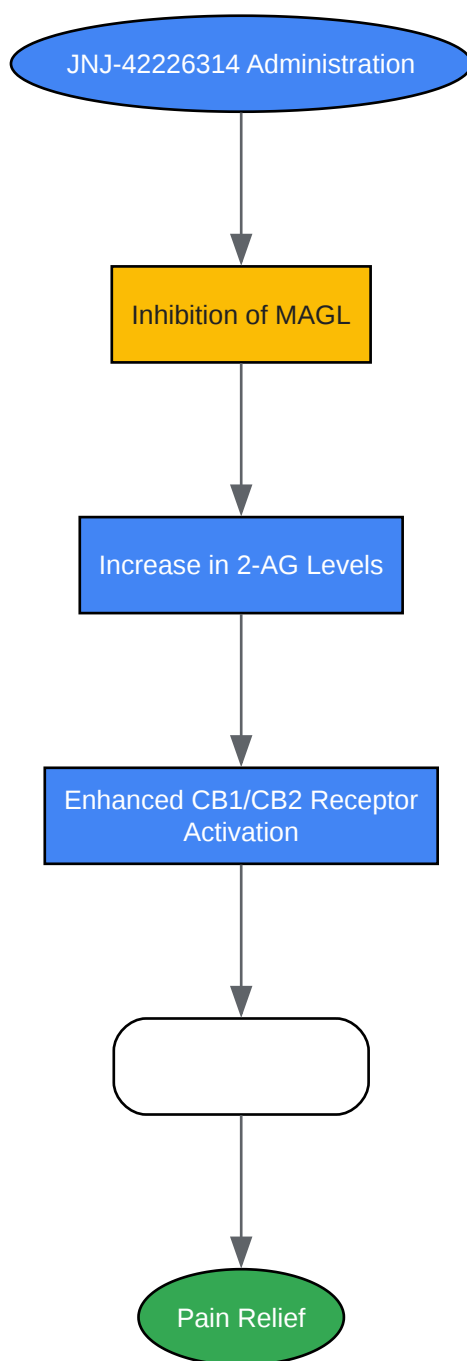 JNJ-42226314 Administration
Inhibition of MAGL
Increase in 2-AG Levels
Enhanced CB1/CB2 Receptor
Activation
Pain Relief